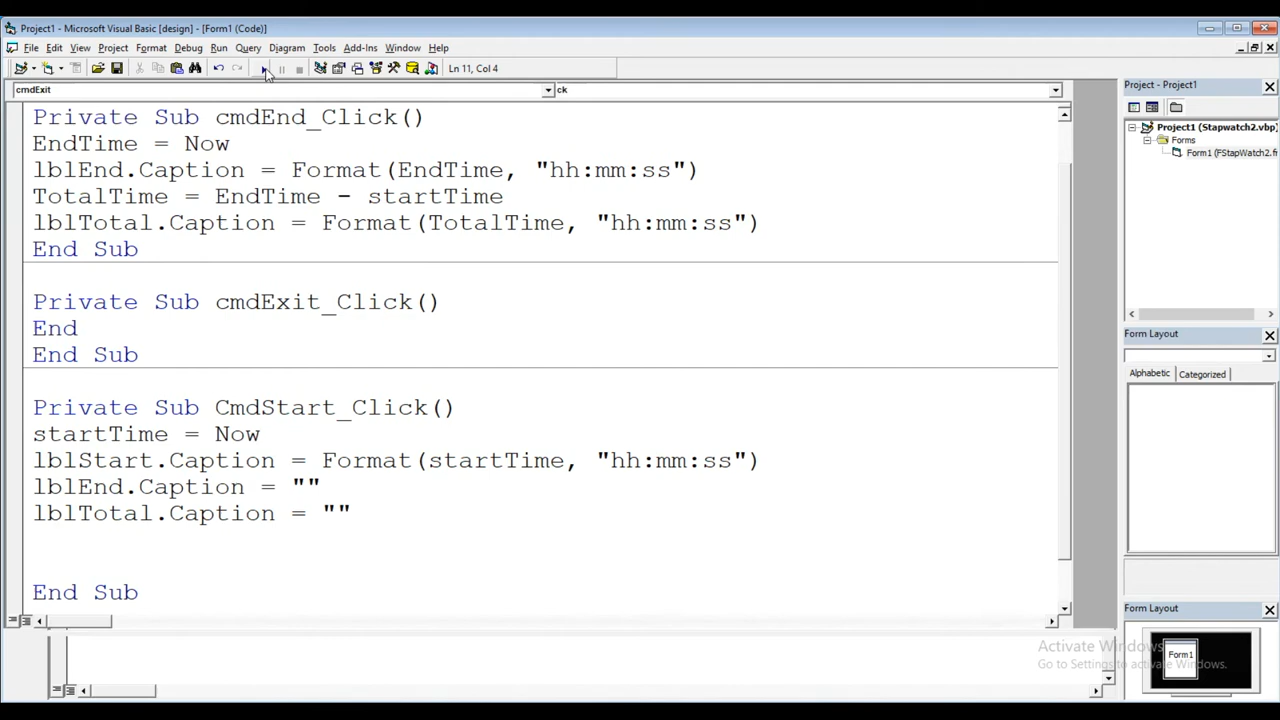 Project1 - Microsoft Visual Basic [design] - [Form1 (Code)]
File Edit View Project Format Debug Run Query Diagram Tools Add-Ins Window Help
Ln 11, Col 4
cmdExit
ck
Private Sub cmdEnd_Click()
EndTime = Now
lblEnd.Caption = Format(EndTime, "hh:mm:ss")
TotalTime = EndTime - startTime
lblTotal.Caption = Format(TotalTime, "hh:mm:ss")
End Sub
Private Sub cmdExit_Click()
End
End Sub
Private Sub CmdStart_Click()
startTime = Now
lblStart.Caption = Format(startTime, "hh:mm:ss")
lblEnd.Caption = ""
lblTotal.Caption = ""
End Sub
Project - Project1
Project1 (Stapwatch2.vbp)
Forms
Form1 (FStapWatch2.fr
Form Layout
Alphabetic Categorized
Form Layout
Form1
Activate Windows
Go to Settings to activate Windows.